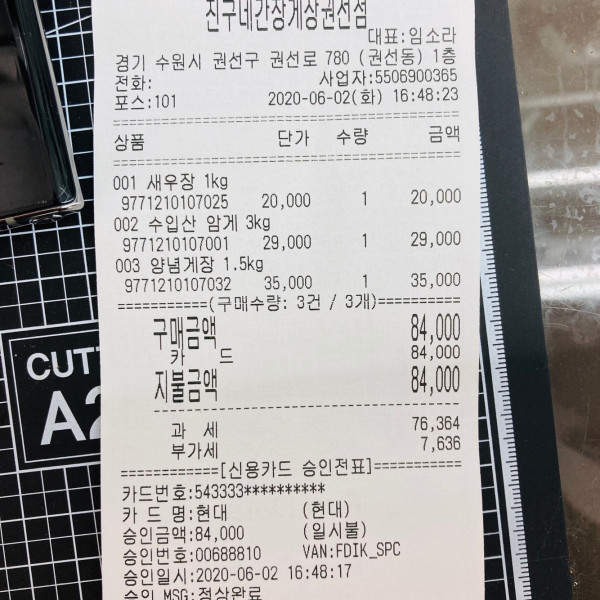 친구네간장게장권선점
대표:임소라
경기 수원시 권선구 권선로 780 (권선동) 1층
전화: 사업자:5506900365
포스:101 2020-06-02(화) 16:48:23
상품 단가 수량 금액
001 새우장 1kg
9771210107025 20,000 1 20,000
002 수입산 암게 3kg
9771210107001 29,000 1 29,000
003 양념게장 1.5kg
9771210107032 35,000 1 35,000
===========(구매수량: 3건 / 3개)==========
구매금액 84,000
카 드 84,000
지불금액 84,000
과 세 76,364
부가세 7,636
============[신용카드 승인전표]===========
카드번호:543333**********
카 드 명:현대 (현대)
승인금액:84,000 (일시불)
승인번호:00688810 VAN:FDIK_SPC
승인일시:2020-06-02 16:48:17
승인 MSG:정상완료
CUTT
A2